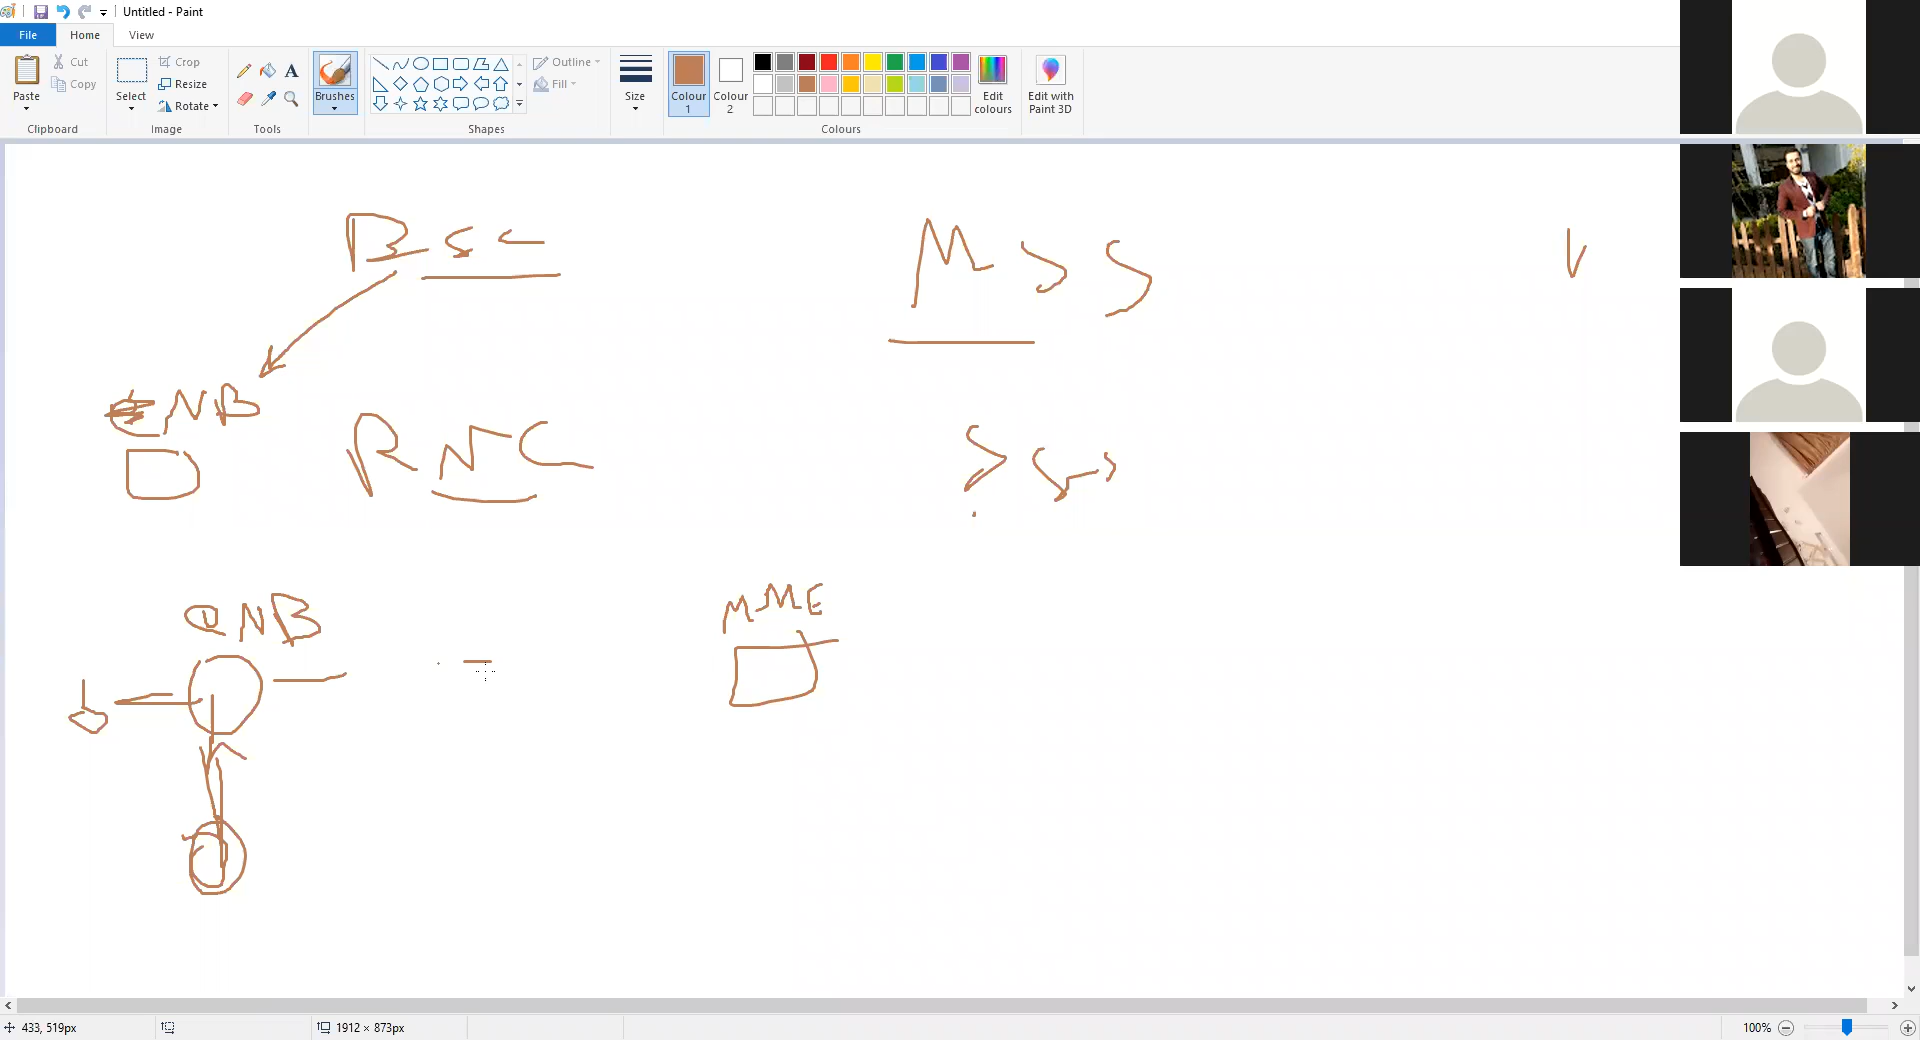 Untitled - Paint
File Home View
Paste
Cut
Copy
Clipboard
Select
Crop
Resize
Rotate
Image
A
Tools
Brushes
Shapes
Outline
Fill
Size
Colour 1
Colour 2
Edit colours
Colours
Edit with Paint 3D
Bsc MSS
eNB
RNC
eNB MME
433, 519px 1912 × 873px 100%